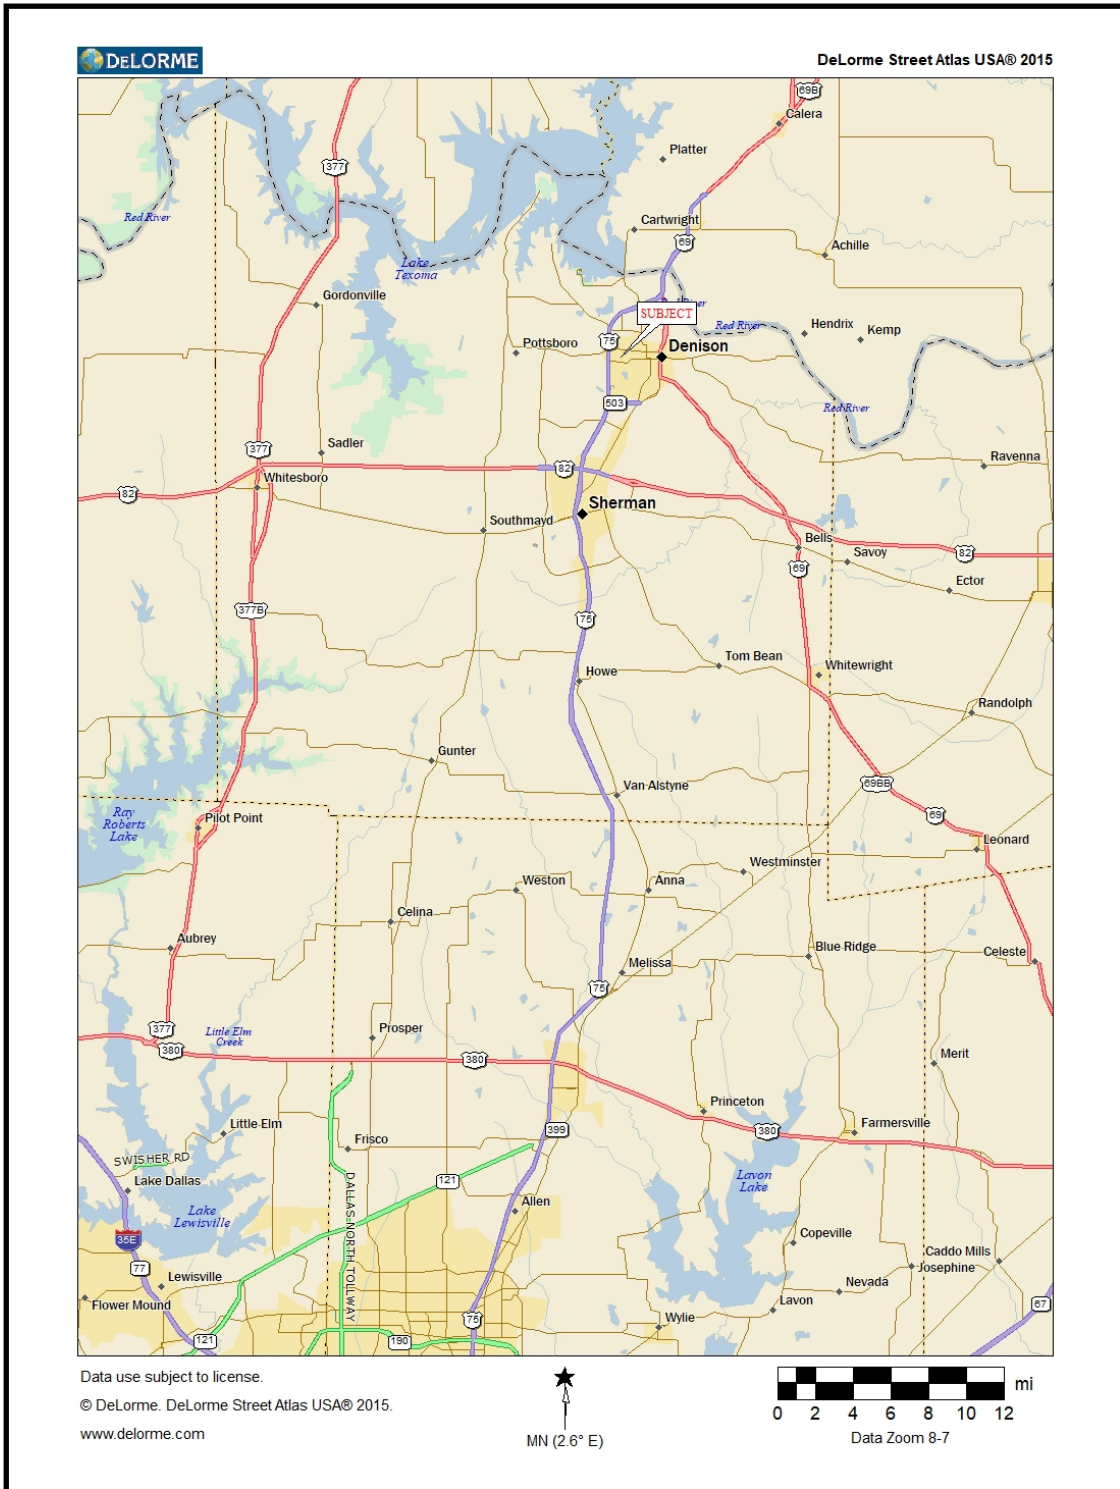 DELORME
DeLorme Street Atlas USA® 2015
69B
Calera
Platter
377
Red River
Cartwright
69
Achille
Lake
Texoma
Gordonville
SUBJECT
Red River
Hendrix
Kemp
75
Pottsboro
Denison
503
Red River
377
Sadler
Ravenna
82
Whitesboro
82
Sherman
Southmayd
Bells
Savoy
82
69
Ector
377B
75
Tom Bean
Howe
Whitewright
Randolph
Gunter
Van Alstyne
69BB
Ray
Roberts
Lake
Pilot Point
69
Leonard
Westminster
Weston
Anna
Celina
Aubrey
Blue Ridge
Celeste
Melissa
75
377
Little Elm
Creek
Prosper
380
380
Merit
Princeton
Little Elm
399
380
Farmersville
Frisco
SWISHER RD
Lake Dallas
121
Lavon
Lake
DALLAS NORTH TOLLWAY
Allen
Lake
Lewisville
35E
Copeville
Caddo Mills
77
Josephine
Lewisville
Nevada
Flower Mound
Lavon
67
75
Wylie
121
190
Data use subject to license.
© DeLorme. DeLorme Street Atlas USA® 2015.
www.delorme.com
MN (2.6° E)
mi
0 2 4 6 8 10 12
Data Zoom 8-7